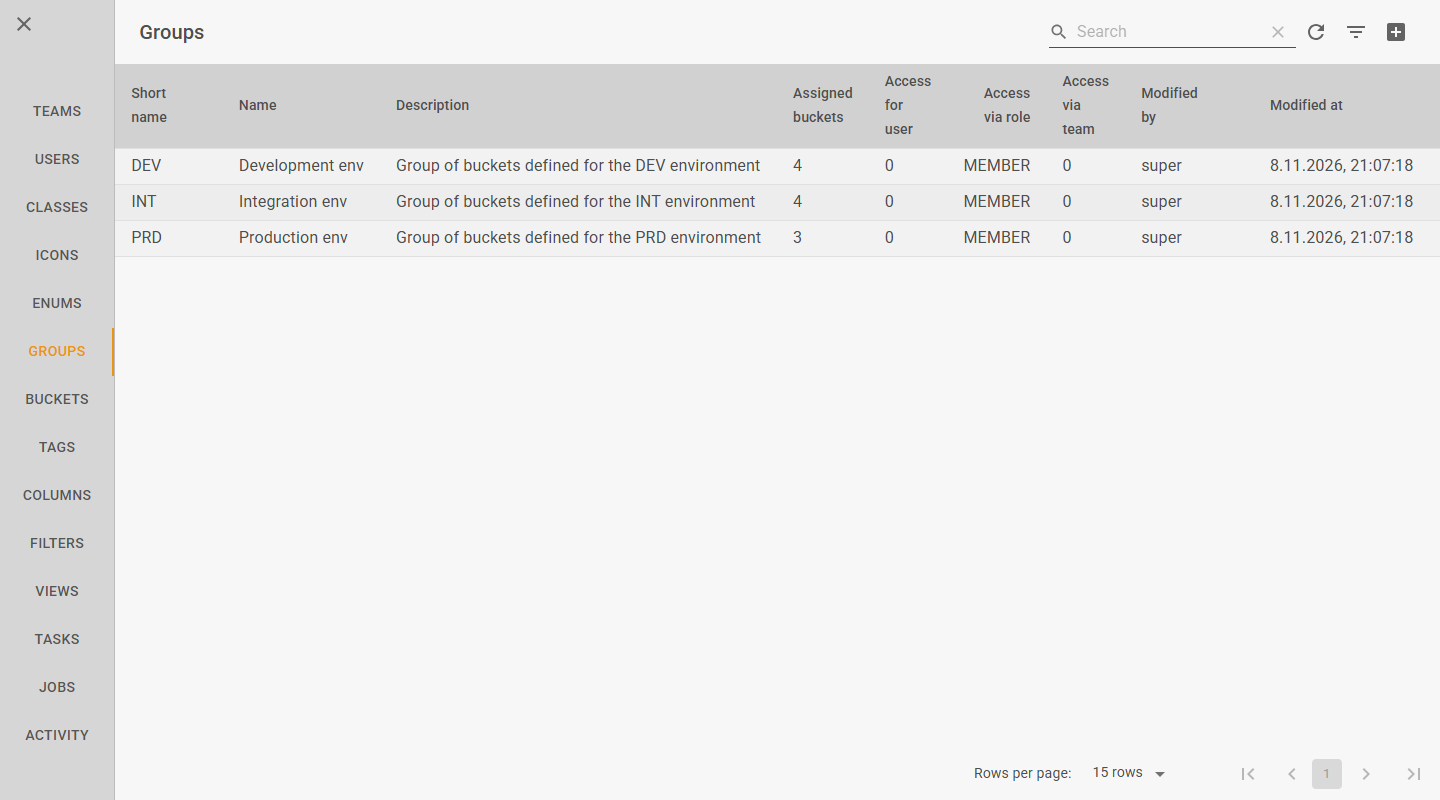 Groups
Search
TEAMS
USERS
CLASSES
ICONS
ENUMS
GROUPS
BUCKETS
TAGS
COLUMNS
FILTERS
VIEWS
TASKS
JOBS
ACTIVITY
Short name Name Description Assigned buckets Access for user Access via role Access via team Modified by Modified at
DEV Development env Group of buckets defined for the DEV environment 4 0 MEMBER 0 super 8.11.2026, 21:07:18
INT Integration env Group of buckets defined for the INT environment 4 0 MEMBER 0 super 8.11.2026, 21:07:18
PRD Production env Group of buckets defined for the PRD environment 3 0 MEMBER 0 super 8.11.2026, 21:07:18
Rows per page: 15 rows 1